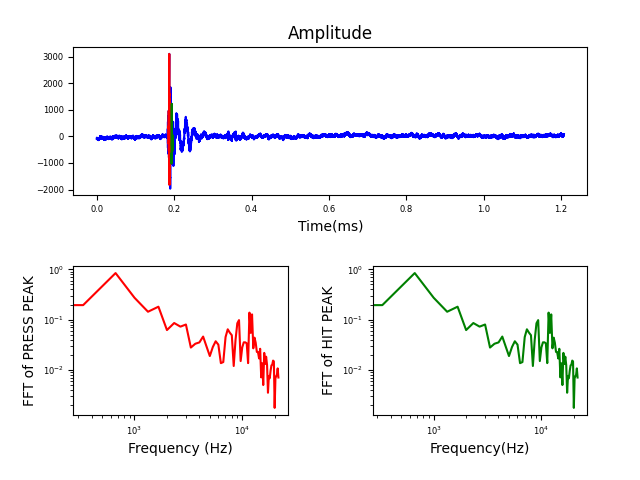 Amplitude
3000
2000
1000
0
−1000
−2000
0.0 0.2 0.4 0.6 0.8 1.0 1.2
Time(ms)
FFT of PRESS PEAK
10⁰
10⁻¹
10⁻²
10³ 10⁴
Frequency (Hz)
FFT of HIT PEAK
10⁰
10⁻¹
10⁻²
10³ 10⁴
Frequency(Hz)